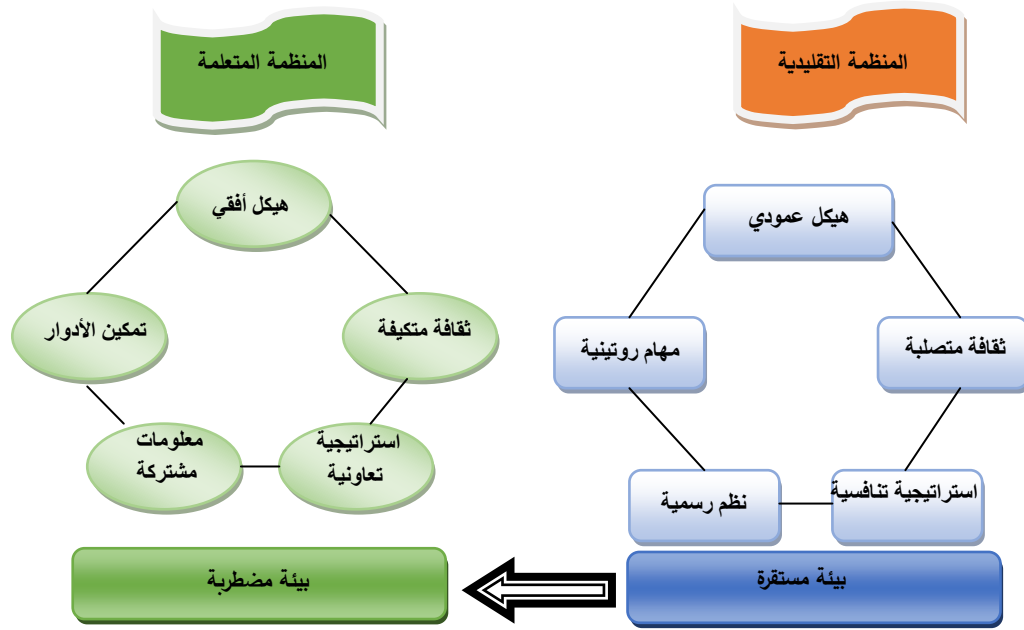 المنظمة التقليدية
المنظمة المتعلمة
هيكل عمودي
ثقافة متصلبة
مهام روتينية
استراتيجية تنافسية
نظم رسمية
بيئة مستقرة
هيكل أفقي
ثقافة متكيفة
تمكين الأدوار
استراتيجية
تعاونية
معلومات
مشتركة
بيئة مضطربة